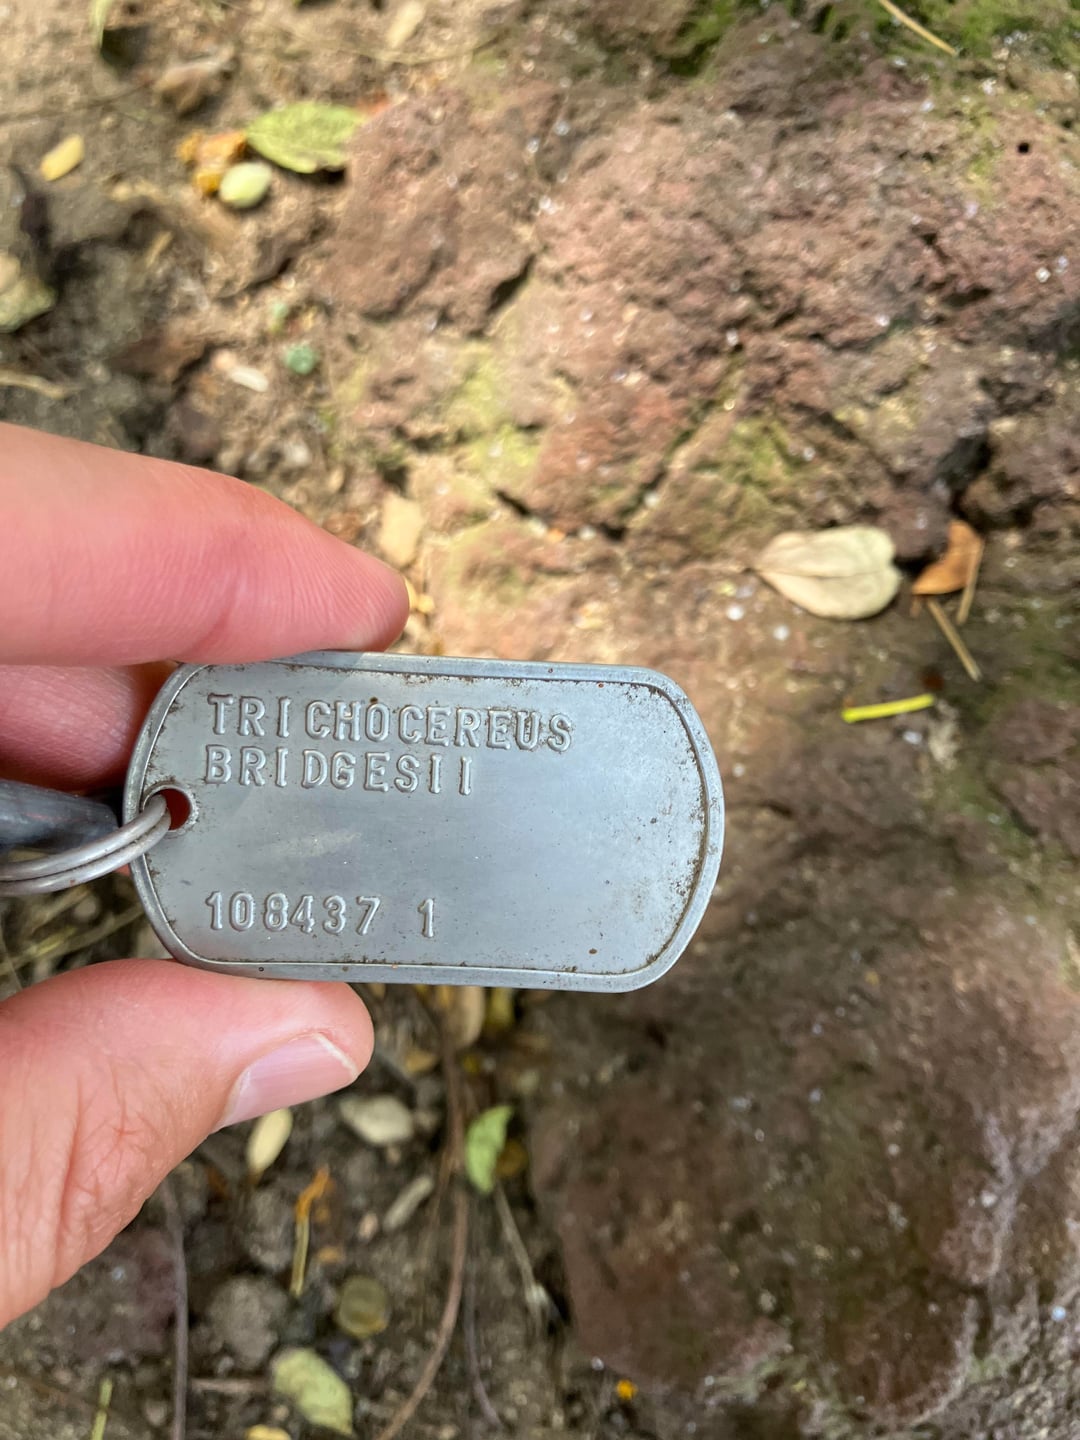 TRICHOCEREUS
BRIDGESII
108437 1